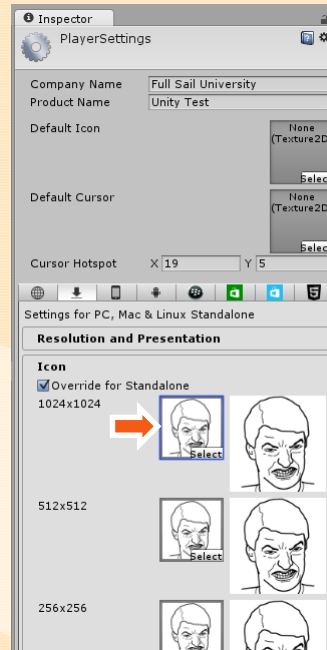 Inspector
PlayerSettings
Company Name Full Sail University
Product Name Unity Test
Default Icon
None
(Texture2D
Selec
Default Cursor
None
(Texture2D
Selec
Cursor Hotspot X 19 Y 5
Settings for PC, Mac & Linux Standalone
Resolution and Presentation
Icon
Override for Standalone
1024x1024
Select
512x512
Select
256x256